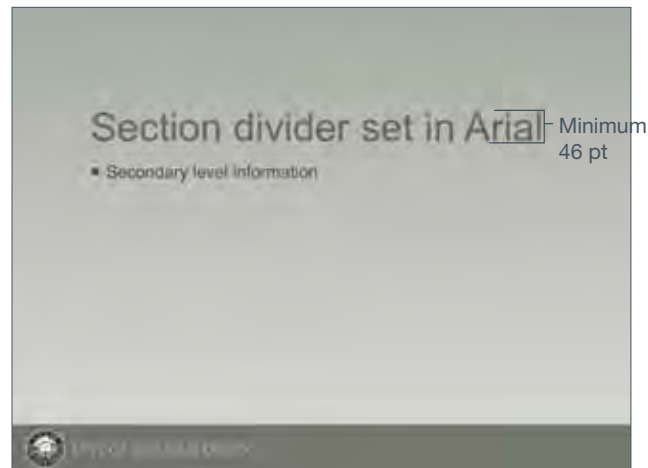 Section divider set in Arial
Minimum
46 pt
Secondary level information